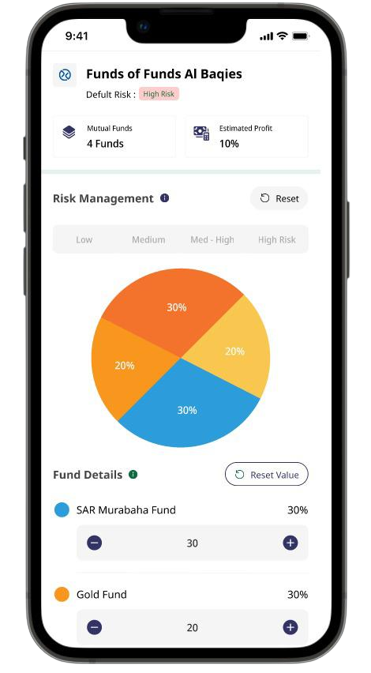 9:41
Funds of Funds Al Baqies
Defult Risk : High Risk
Mutual Funds
4 Funds
Estimated Profit
10%
Risk Management
Reset
Low Medium Med - High High Risk
30%
20%
20%
30%
Fund Details
Reset Value
SAR Murabaha Fund 30%
30
Gold Fund 30%
20